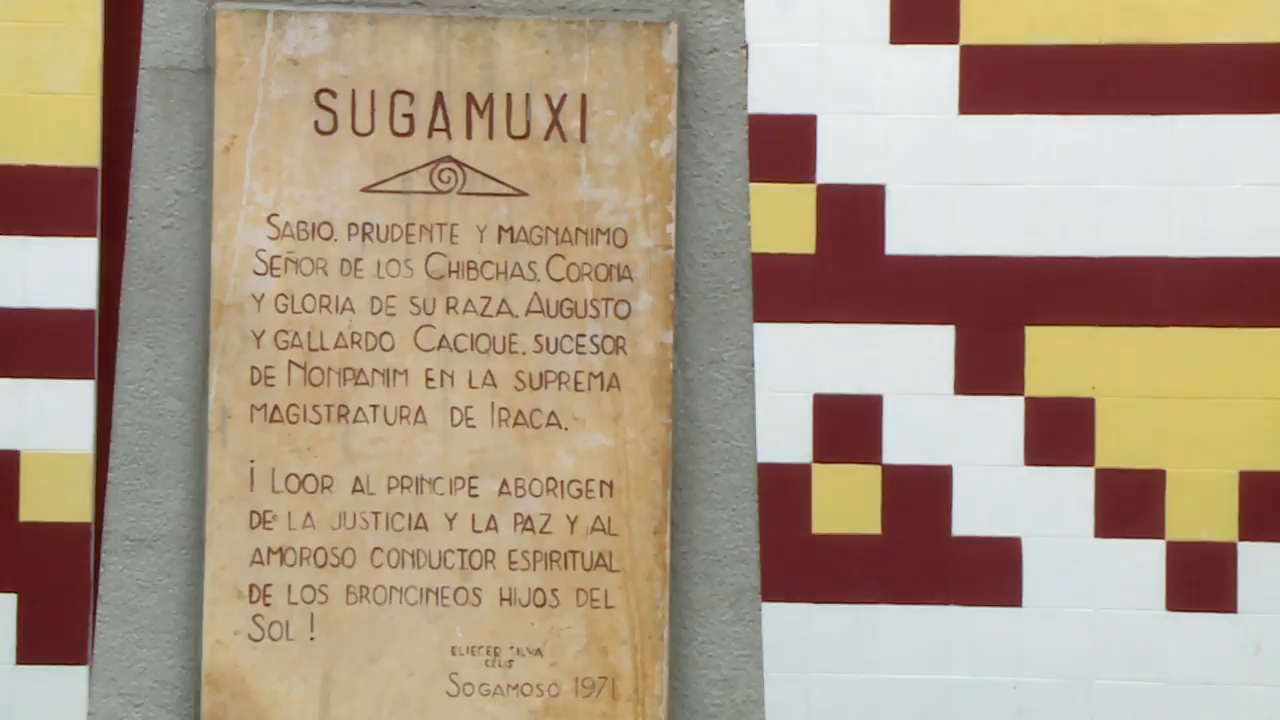 SUGAMUXI
SABIO. PRUDENTE Y MAGNANIMO
SEÑOR DE LOS CHIBCHAS. CORONA
Y GLORIA DE SU RAZA. AUGUSTO
Y GALLARDO CACIQUE. SUCESOR
DE NONPANIM EN LA SUPREMA
MAGISTRATURA DE IRACA.
¡ LOOR AL PRINCIPE ABORIGEN
DE LA JUSTICIA Y LA PAZ Y AL
AMOROSO CONDUCTOR ESPIRITUAL
DE LOS BRONCINEOS HIJOS DEL
SOL !
ELIECER SILVA
CELIS
SOGAMOSO 1971